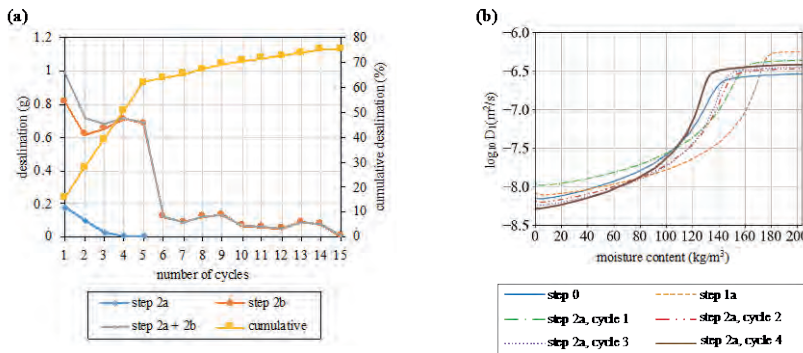 (a)
1.2
1
0.8
0.6
0.4
0.2
0
desalination (g)
80
70
60
50
40
30
20
10
0
cumulative desalination (%)
1 2 3 4 5 6 7 8 9 10 11 12 13 14 15
number of cycles
step 2a
step 2b
step 2a + 2b
cumulative
(b)
−6.0
−6.5
−7.0
−7.5
−8.0
−8.5
log10 D1(m2/s)
0 20 40 60 80 100 120 140 160 180 200
moisture content (kg/m3)
step 0
step 1a
step 2a, cycle 1
step 2a, cycle 2
step 2a, cycle 3
step 2a, cycle 4